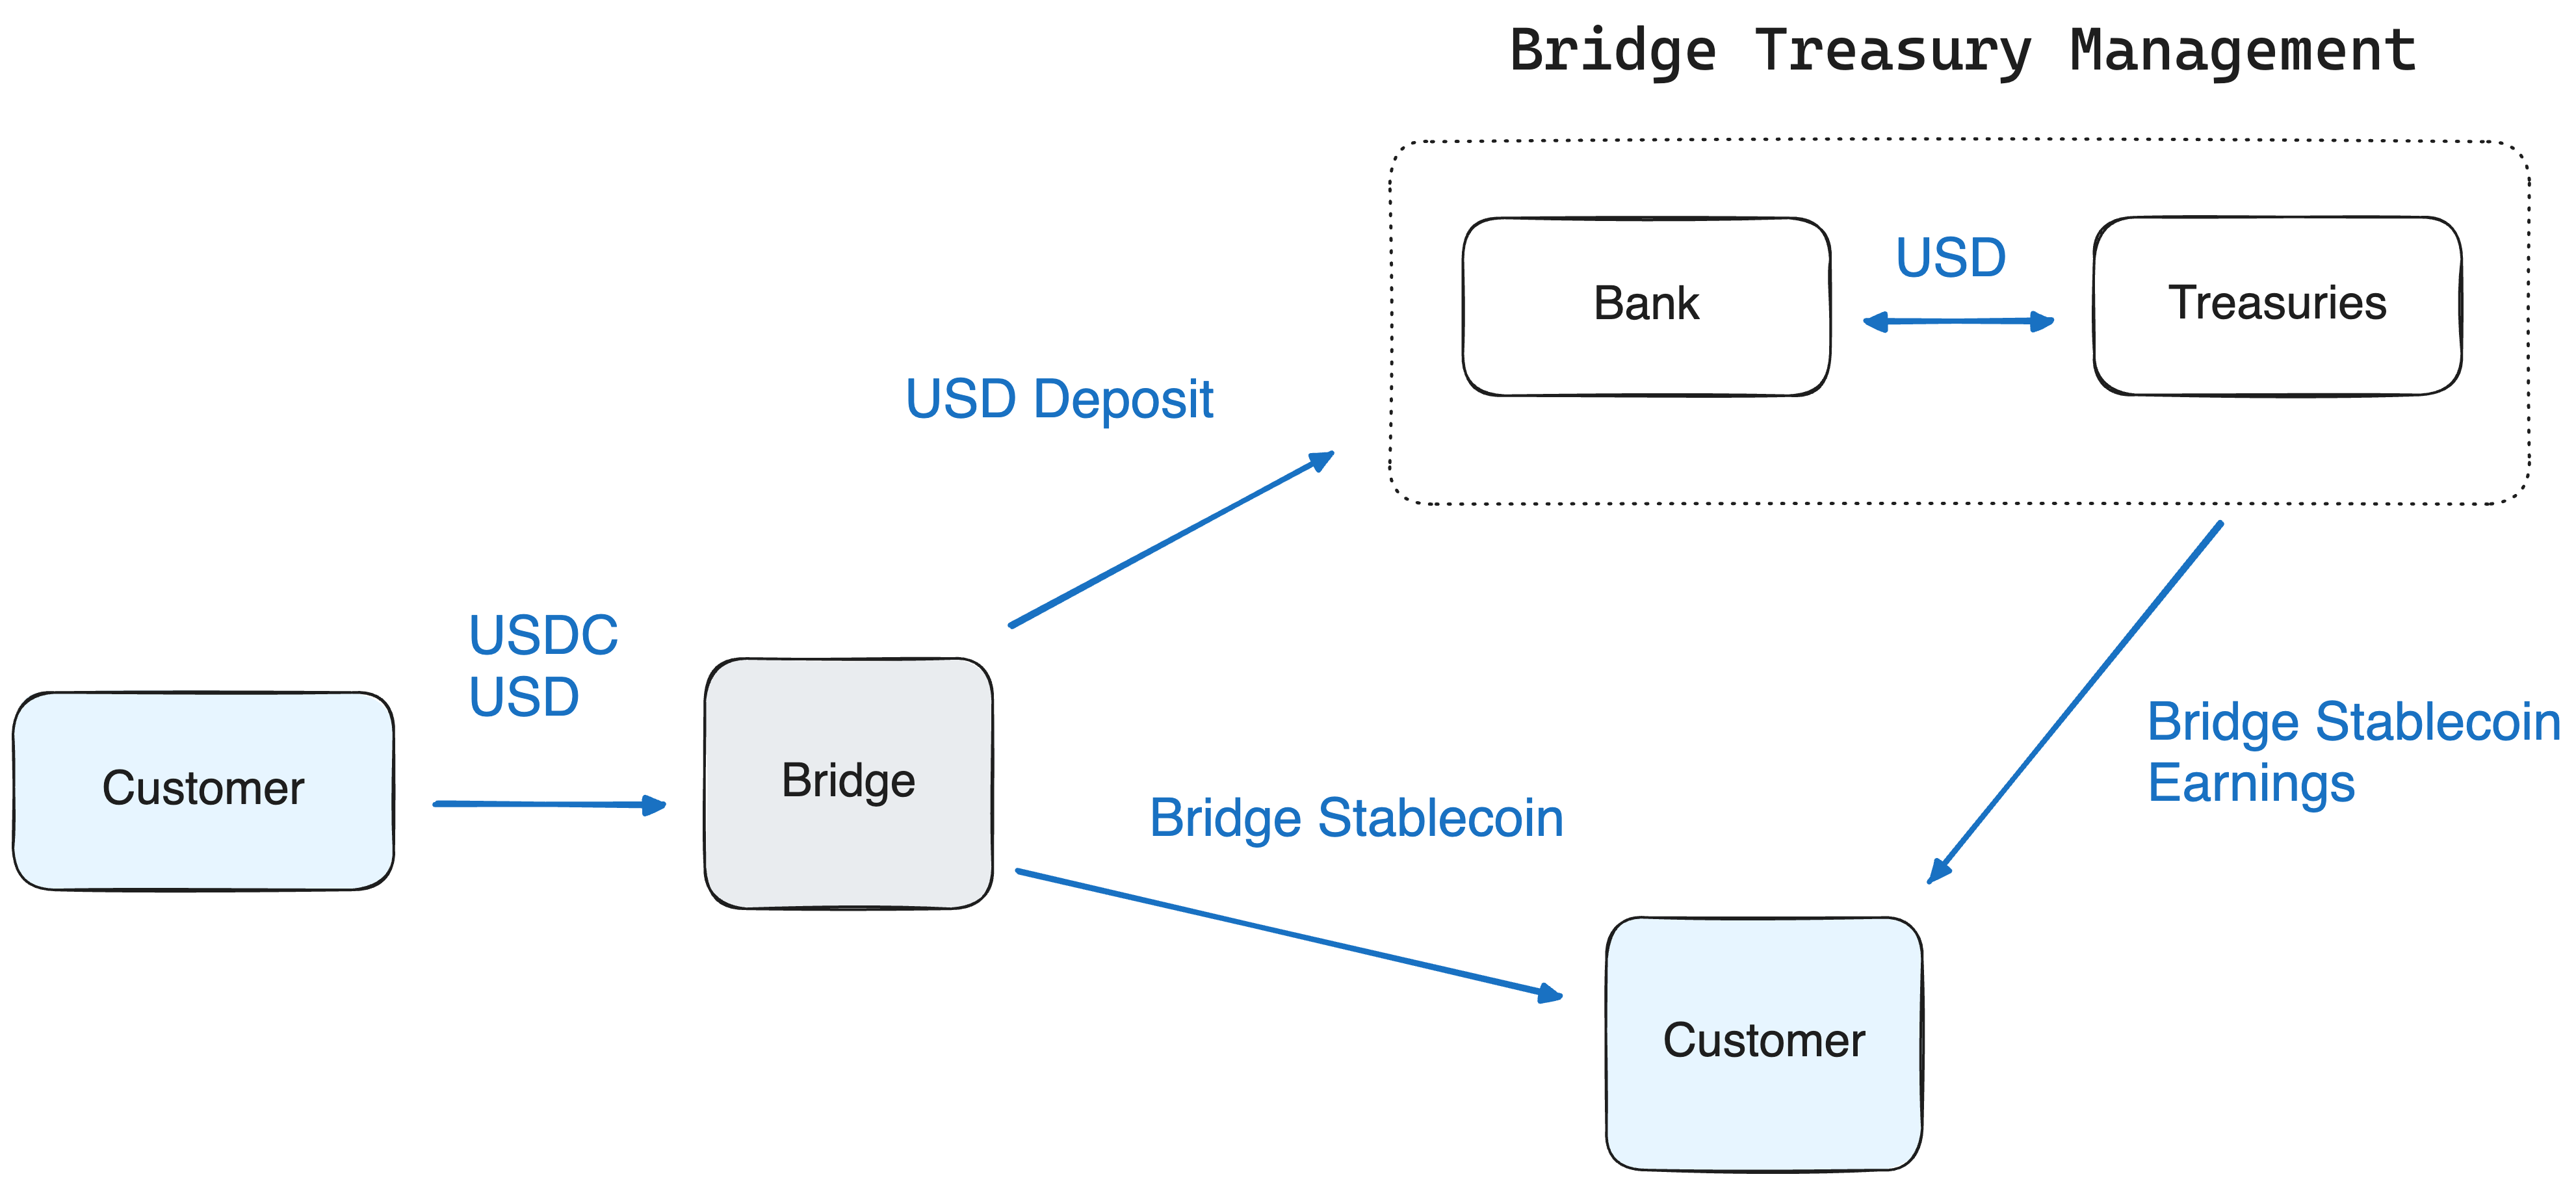 Bridge Treasury Management
Bank
USD
Treasuries
USD Deposit
USDC
USD
Customer
Bridge
Bridge Stablecoin
Bridge Stablecoin
Earnings
Customer